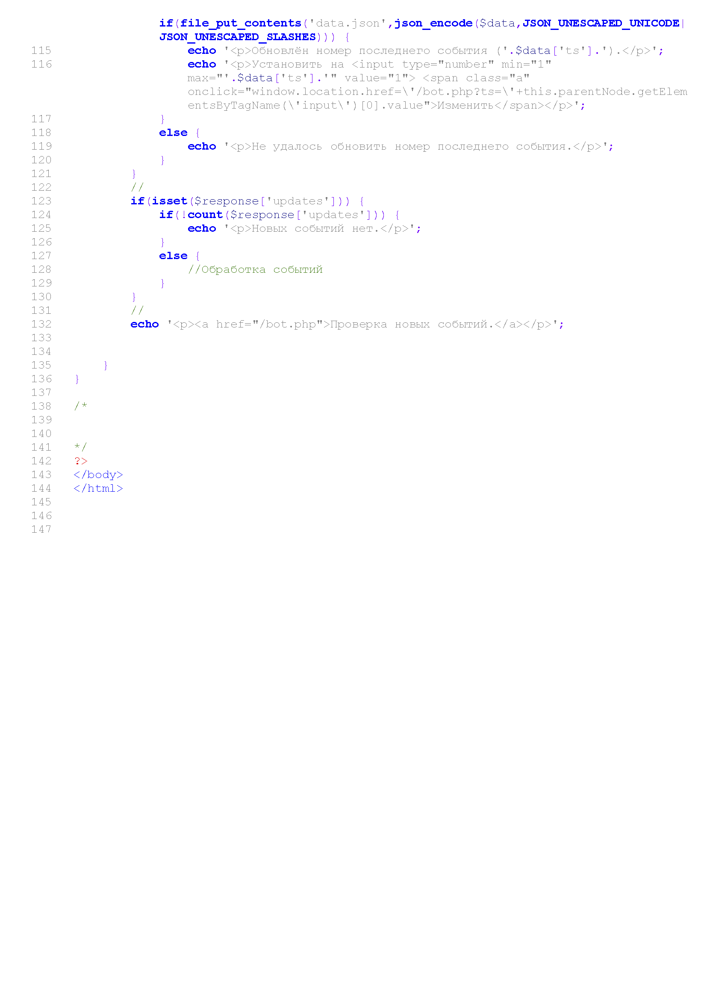 if(file_put_contents('data.json',json_encode($data,JSON_UNESCAPED_UNICODE|
JSON_UNESCAPED_SLASHES))) {
115 echo '<p>Обновлён номер последнего события ('.$data['ts'].').</p>';
116 echo '<p>Установить на <input type="number" min="1"
max="'.$data['ts'].'" value="1"> <span class="a"
onclick="window.location.href=\'/bot.php?ts=\'+this.parentNode.getElem
entsByTagName(\'input\')[0].value">Изменить</span></p>';
117 }
118 else {
119 echo '<p>Не удалось обновить номер последнего события.</p>';
120 }
121 }
122 //
123 if(isset($response['updates'])) {
124 if(!count($response['updates'])) {
125 echo '<p>Новых событий нет.</p>';
126 }
127 else {
128 //Обработка событий
129 }
130 }
131 //
132 echo '<p><a href="/bot.php">Проверка новых событий.</a></p>';
133
134
135 }
136 }
137
138 /*
139
140
141 */
142 ?>
143 </body>
144 </html>
145
146
147